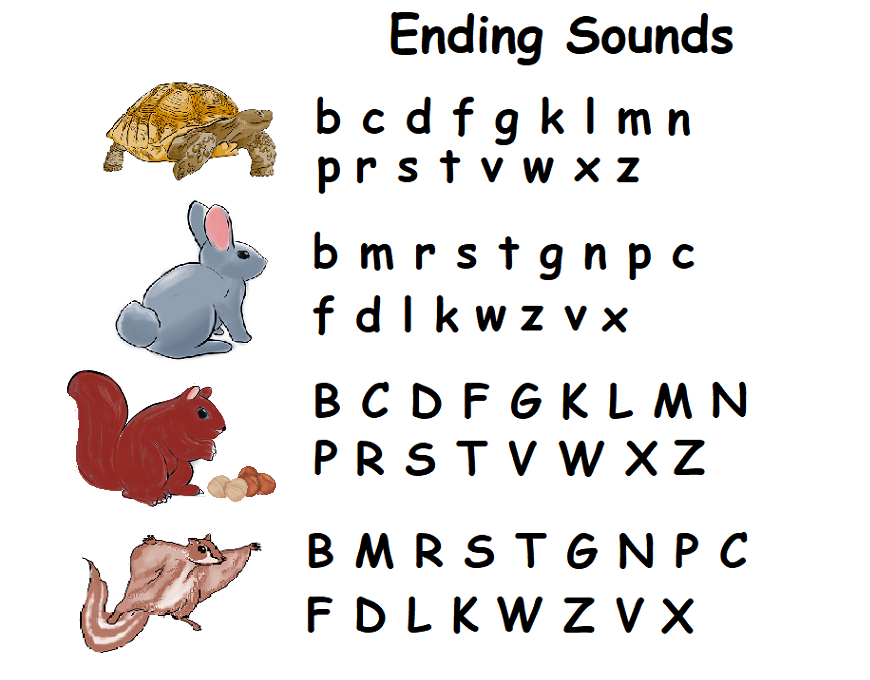 Ending Sounds
b c d f g k l m n
p r s t v w x z
b m r s t g n p c
f d l k w z v x
B C D F G K L M N
P R S T V W X Z
B M R S T G N P C
F D L K W Z V X